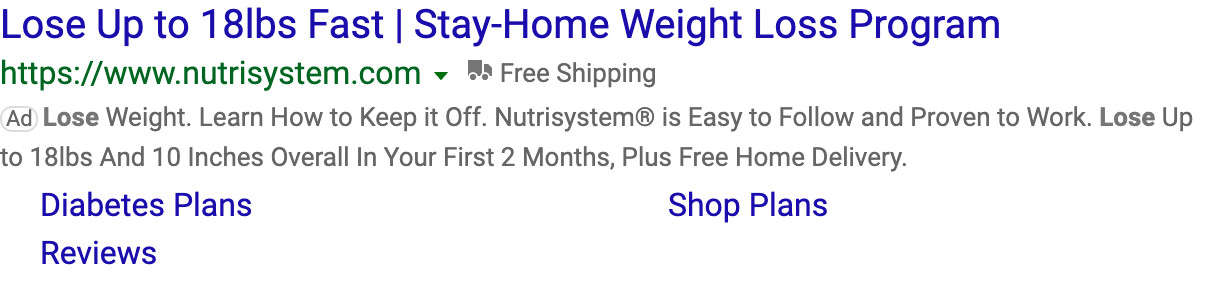 Lose Up to 18lbs Fast | Stay-Home Weight Loss Program
https://www.nutrisystem.com Free Shipping
Ad Lose Weight. Learn How to Keep it Off. Nutrisystem® is Easy to Follow and Proven to Work. Lose Up
to 18lbs And 10 Inches Overall In Your First 2 Months, Plus Free Home Delivery.
Diabetes Plans Shop Plans
Reviews